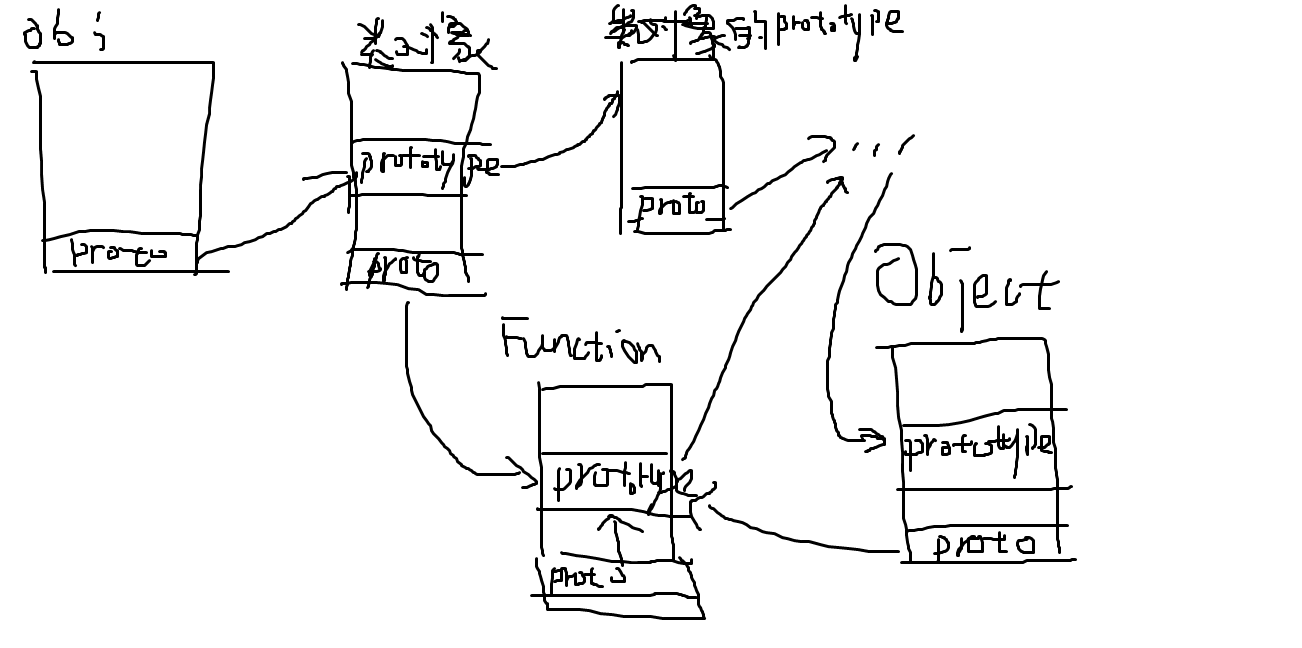 obj
类对象
类对象的prototype
prototype
proto
proto
proto
...
Object
Function
prototype
prototype
proto
proto